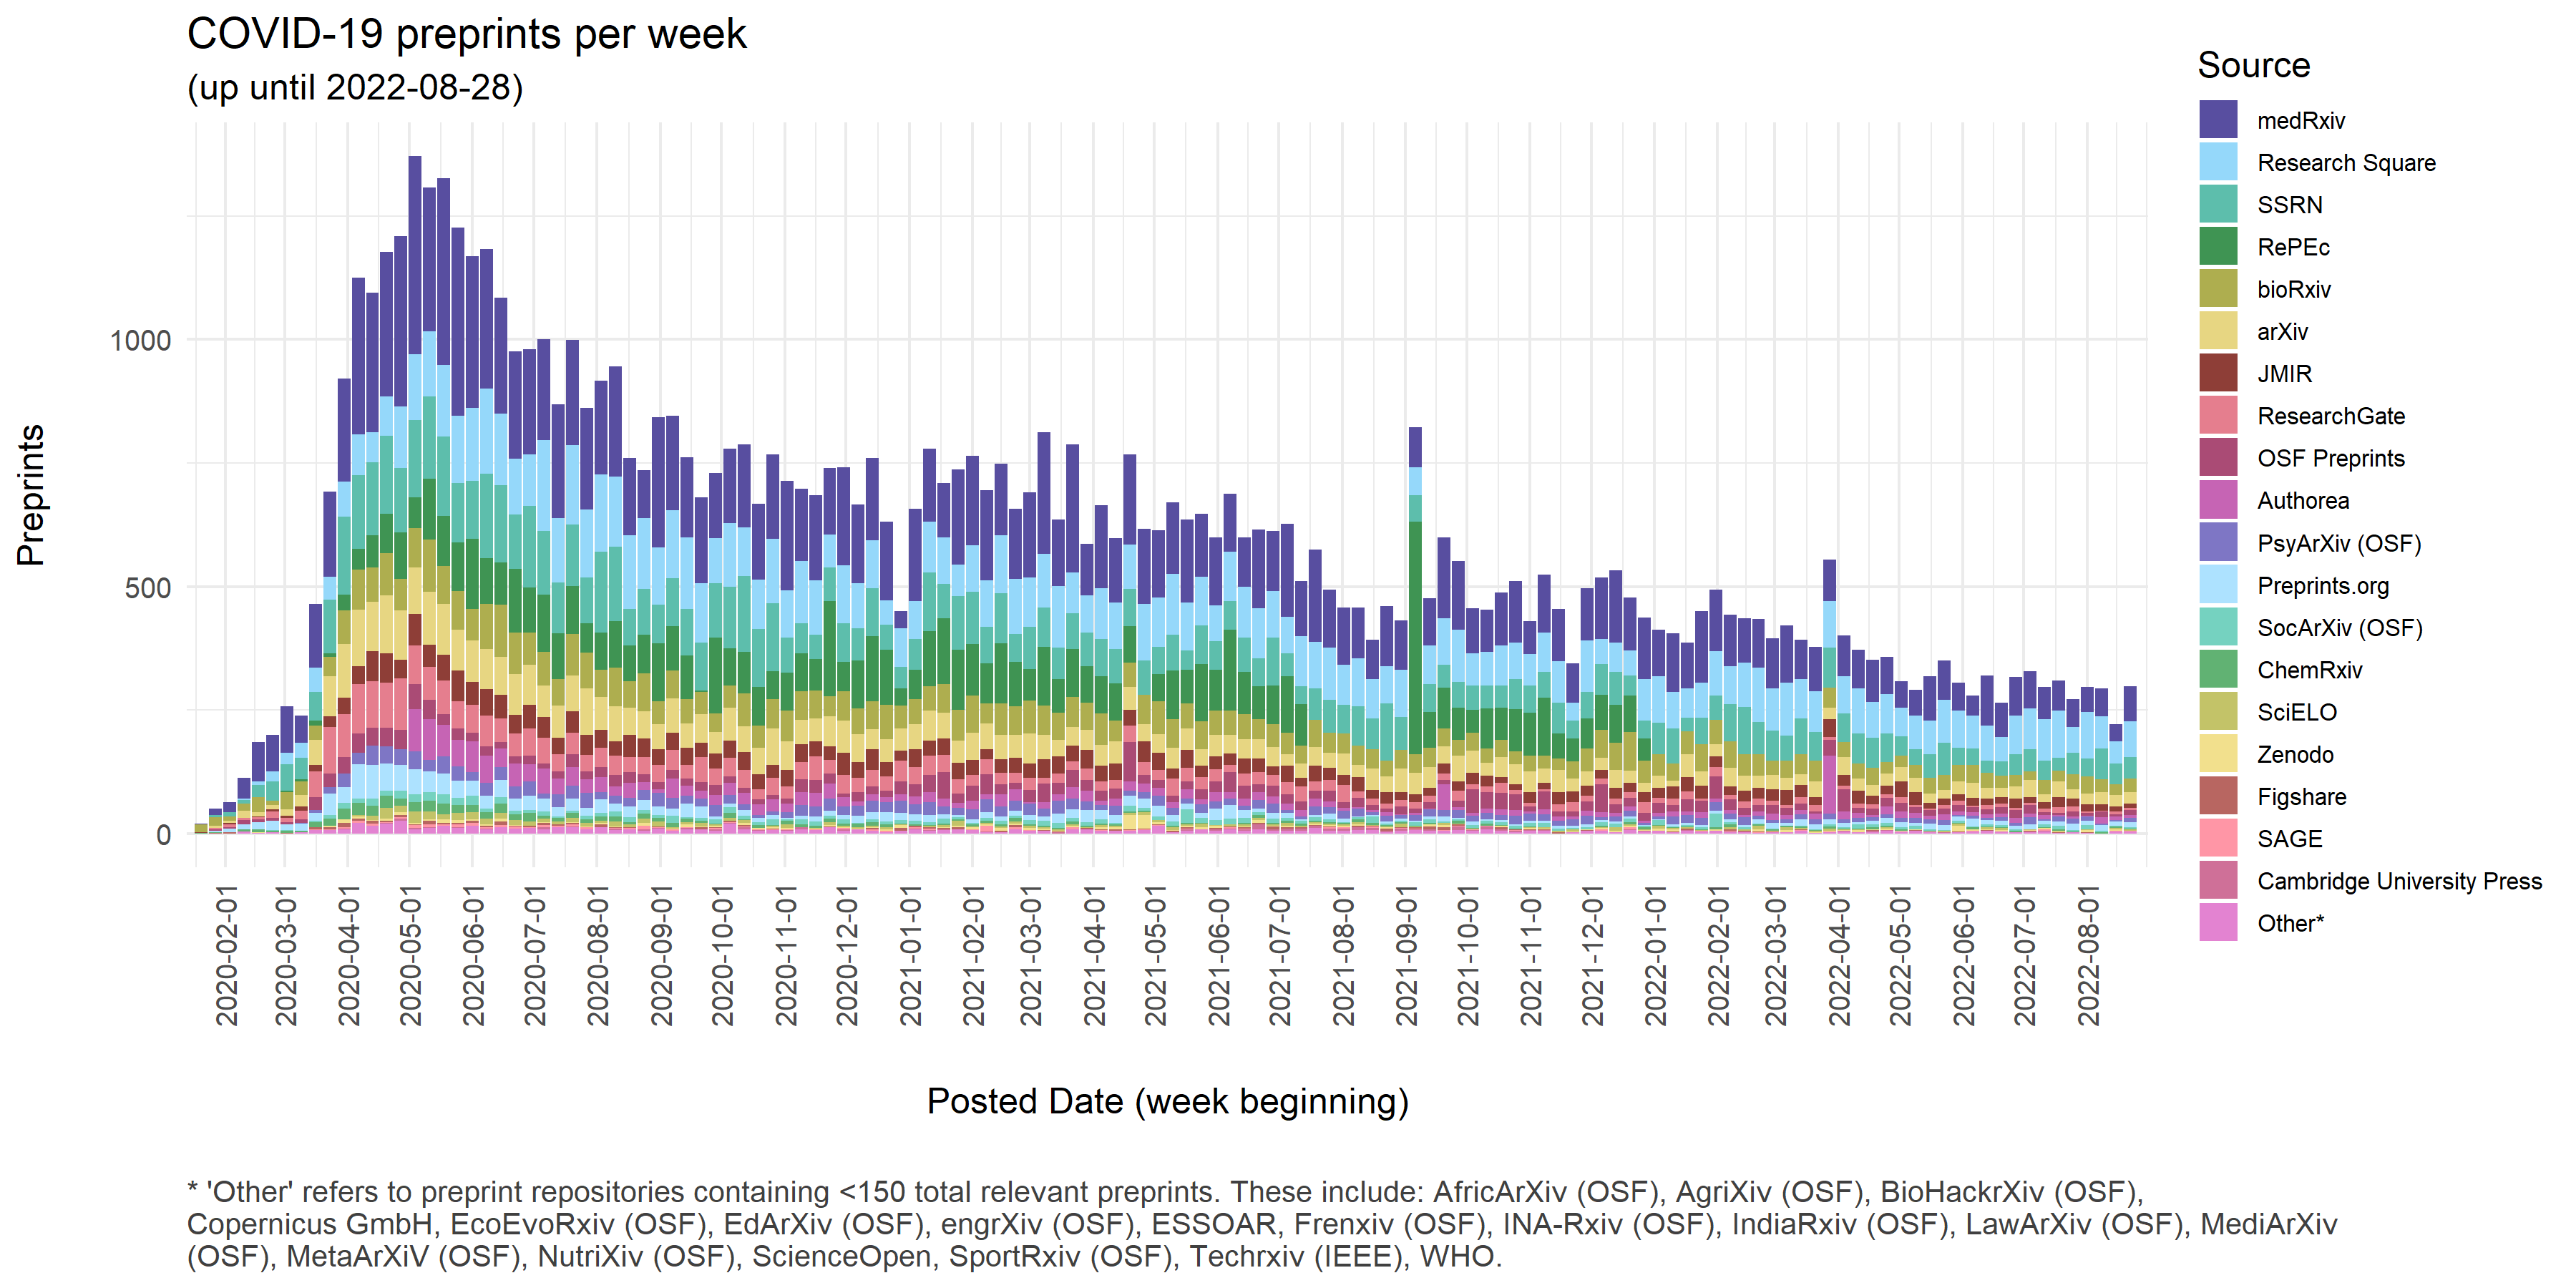 COVID-19 preprints per week
(up until 2022-08-28)
Preprints
1000
500
0
2020-02-01
2020-03-01
2020-04-01
2020-05-01
2020-06-01
2020-07-01
2020-08-01
2020-09-01
2020-10-01
2020-11-01
2020-12-01
2021-01-01
2021-02-01
2021-03-01
2021-04-01
2021-05-01
2021-06-01
2021-07-01
2021-08-01
2021-09-01
2021-10-01
2021-11-01
2021-12-01
2022-01-01
2022-02-01
2022-03-01
2022-04-01
2022-05-01
2022-06-01
2022-07-01
2022-08-01
Posted Date (week beginning)
Source
medRxiv
Research Square
SSRN
RePEc
bioRxiv
arXiv
JMIR
ResearchGate
OSF Preprints
Authorea
PsyArXiv (OSF)
Preprints.org
SocArXiv (OSF)
ChemRxiv
SciELO
Zenodo
Figshare
SAGE
Cambridge University Press
Other*
* 'Other' refers to preprint repositories containing <150 total relevant preprints. These include: AfricArXiv (OSF), AgriXiv (OSF), BioHackrXiv (OSF),
Copernicus GmbH, EcoEvoRxiv (OSF), EdArXiv (OSF), engrXiv (OSF), ESSOAR, Frenxiv (OSF), INA-Rxiv (OSF), IndiaRxiv (OSF), LawArXiv (OSF), MediArXiv
(OSF), MetaArXiV (OSF), NutriXiv (OSF), ScienceOpen, SportRxiv (OSF), Techrxiv (IEEE), WHO.